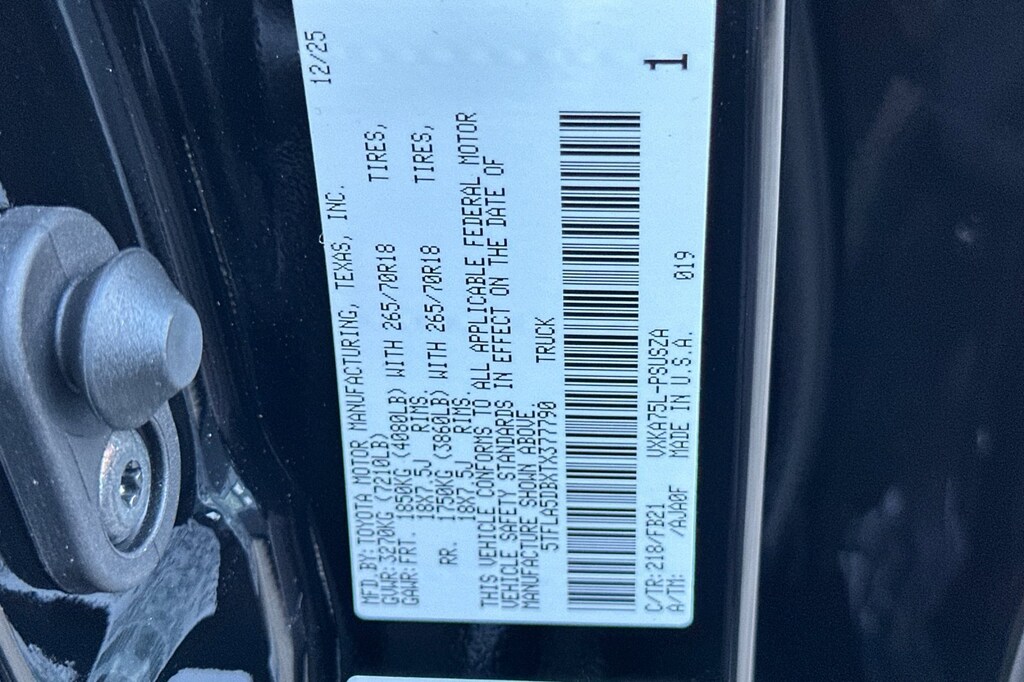 MFD.BY:TOYOTA MOTOR MANUFACTURING, TEXAS, INC. 12/25
GVWR:3270KG (7210LB)
GAWR:FRT. 1850KG (4080LB) WITH 265/70R18 TIRES,
18X7.5J RIMS.
RR. 1750KG (3860LB) WITH 265/70R18 TIRES,
18X7.5J RIMS.
THIS VEHICLE CONFORMS TO ALL APPLICABLE FEDERAL MOTOR
VEHICLE SAFETY STANDARDS IN EFFECT ON THE DATE OF
MANUFACTURE SHOWN ABOVE.
5TFLA5DBXTX377790 TRUCK
C/TR:218/FB21 VXKA75L-PSUSZA 019
A/TM: /AJA0F MADE IN U.S.A. 1